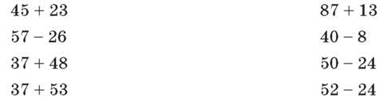 45 + 23
57 – 26
37 + 48
37 + 53
87 + 13
40 – 8
50 – 24
52 – 24